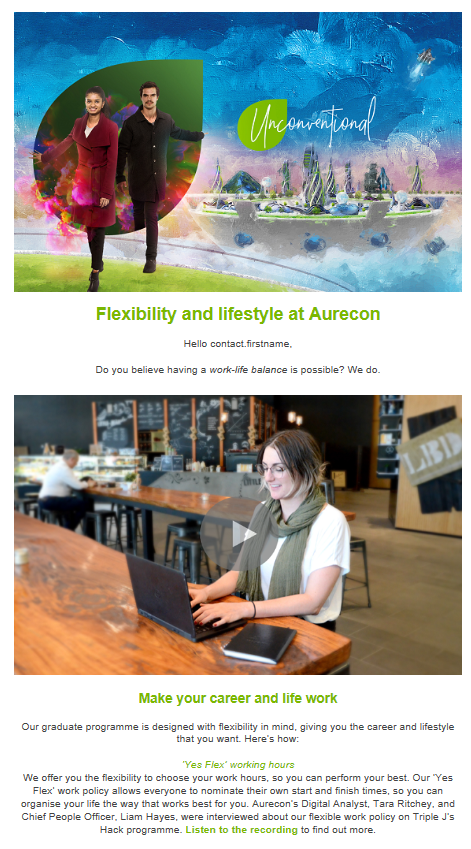 Unconventional
Flexibility and lifestyle at Aurecon
Hello contact.firstname,
Do you believe having a work-life balance is possible? We do.
LIBID
Make your career and life work
Our graduate programme is designed with flexibility in mind, giving you the career and lifestyle
that you want. Here's how:
'Yes Flex' working hours
We offer you the flexibility to choose your work hours, so you can perform your best. Our 'Yes
Flex' work policy allows everyone to nominate their own start and finish times, so you can
organise your life the way that works best for you. Aurecon's Digital Analyst, Tara Ritchey, and
Chief People Officer, Liam Hayes, were interviewed about our flexible work policy on Triple J's
Hack programme. Listen to the recording to find out more.